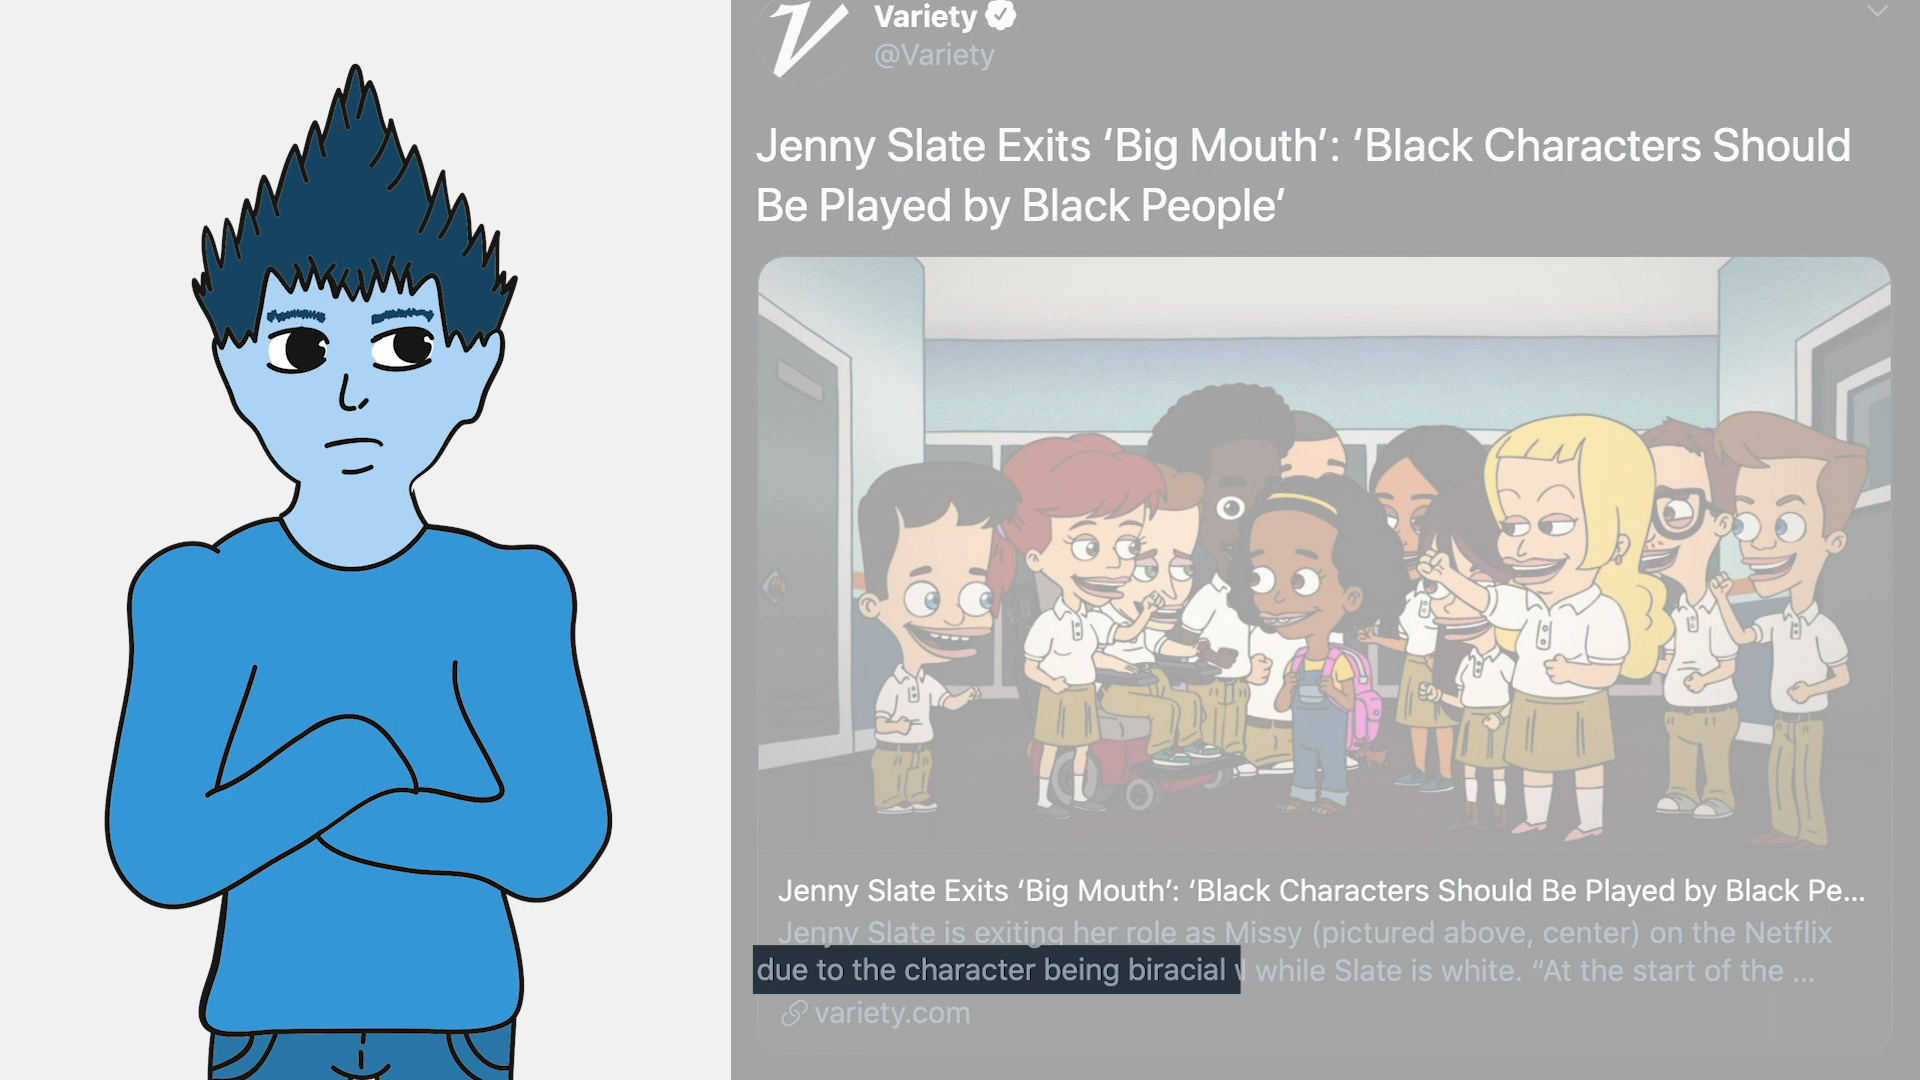 Variety
@Variety
Jenny Slate Exits ‘Big Mouth’: ‘Black Characters Should
Be Played by Black People’
Jenny Slate Exits ‘Big Mouth’: ‘Black Characters Should Be Played by Black Pe...
Jenny Slate is exiting her role as Missy (pictured above, center) on the Netflix
due to the character being biracial while Slate is white. “At the start of the ...
variety.com